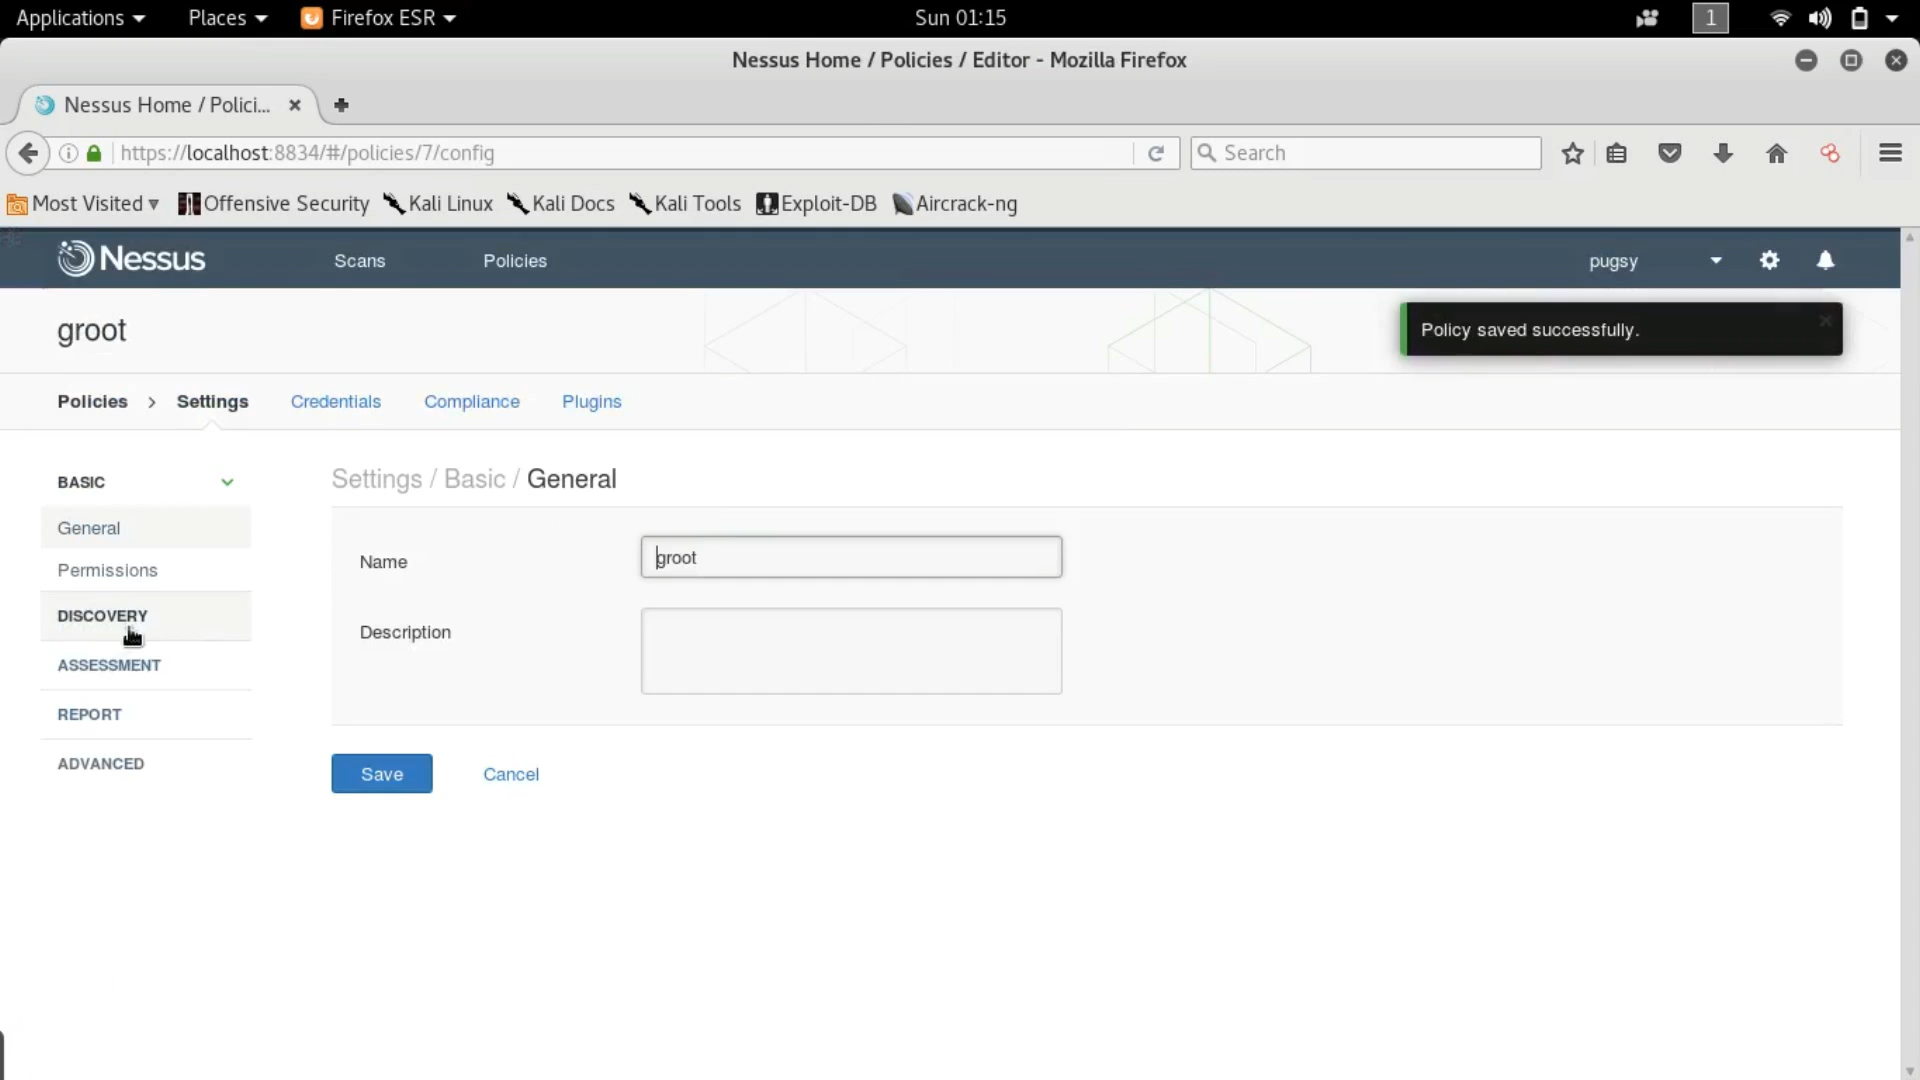 Applications Places Firefox ESR Sun 01:15 1
Nessus Home / Policies / Editor - Mozilla Firefox
Nessus Home / Polici...
https://localhost:8834/#/policies/7/config Search
Most Visited Offensive Security Kali Linux Kali Docs Kali Tools Exploit-DB Aircrack-ng
Nessus Scans Policies pugsy
groot
Policy saved successfully.
Policies > Settings Credentials Compliance Plugins
BASIC
General
Permissions
DISCOVERY
ASSESSMENT
REPORT
ADVANCED
Settings / Basic / General
Name groot
Description
Save Cancel